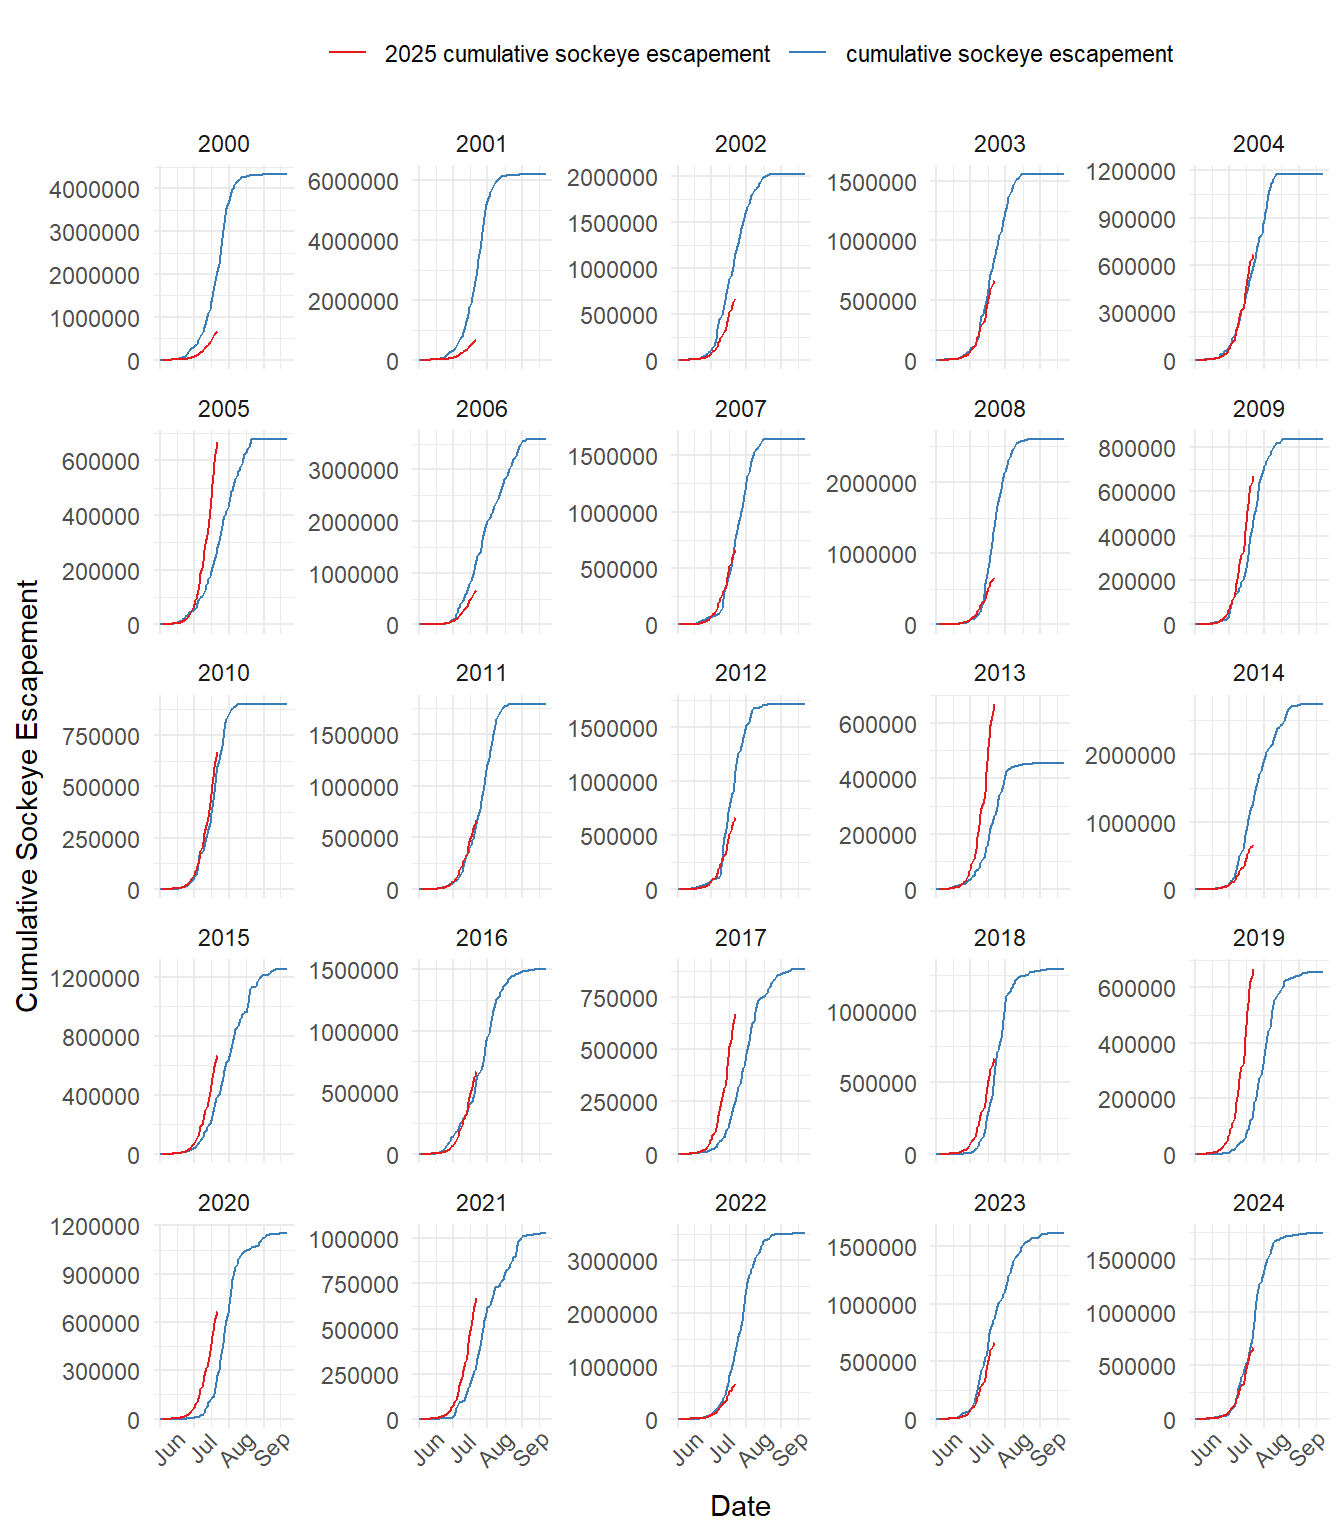 2025 cumulative sockeye escapement cumulative sockeye escapement
2000 2001 2002 2003 2004
4000000 3000000 2000000 1000000 0
6000000 4000000 2000000 0
2000000 1500000 1000000 500000 0
1500000 1000000 500000 0
1200000 900000 600000 300000 0
2005 2006 2007 2008 2009
600000 400000 200000 0
3000000 2000000 1000000 0
1500000 1000000 500000 0
2000000 1000000 0
800000 600000 400000 200000 0
2010 2011 2012 2013 2014
750000 500000 250000 0
1500000 1000000 500000 0
1500000 1000000 500000 0
600000 400000 200000 0
2000000 1000000 0
2015 2016 2017 2018 2019
1200000 800000 400000 0
1500000 1000000 500000 0
750000 500000 250000 0
1000000 500000 0
600000 400000 200000 0
2020 2021 2022 2023 2024
1200000 900000 600000 300000 0
1000000 750000 500000 250000 0
3000000 2000000 1000000 0
1500000 1000000 500000 0
1500000 1000000 500000 0
Jun Jul Aug Sep Jun Jul Aug Sep Jun Jul Aug Sep Jun Jul Aug Sep Jun Jul Aug Sep
Date
Cumulative Sockeye Escapement